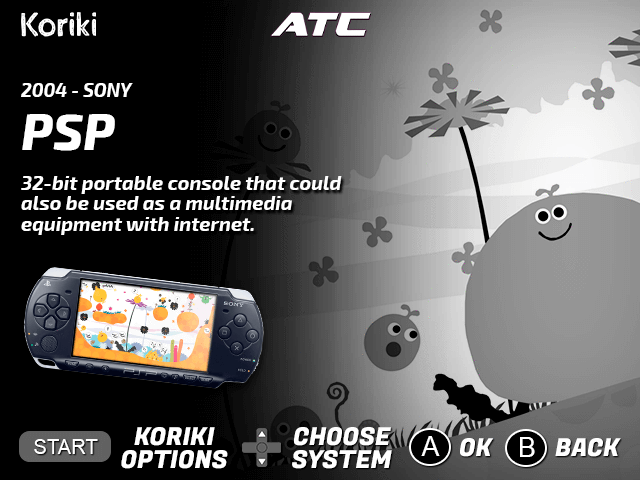 Koriki
ATC
2004 - SONY
PSP
32-bit portable console that could
also be used as a multimedia
equipment with internet.
SONY
START
KORIKI
OPTIONS
CHOOSE
SYSTEM
A OK
B BACK